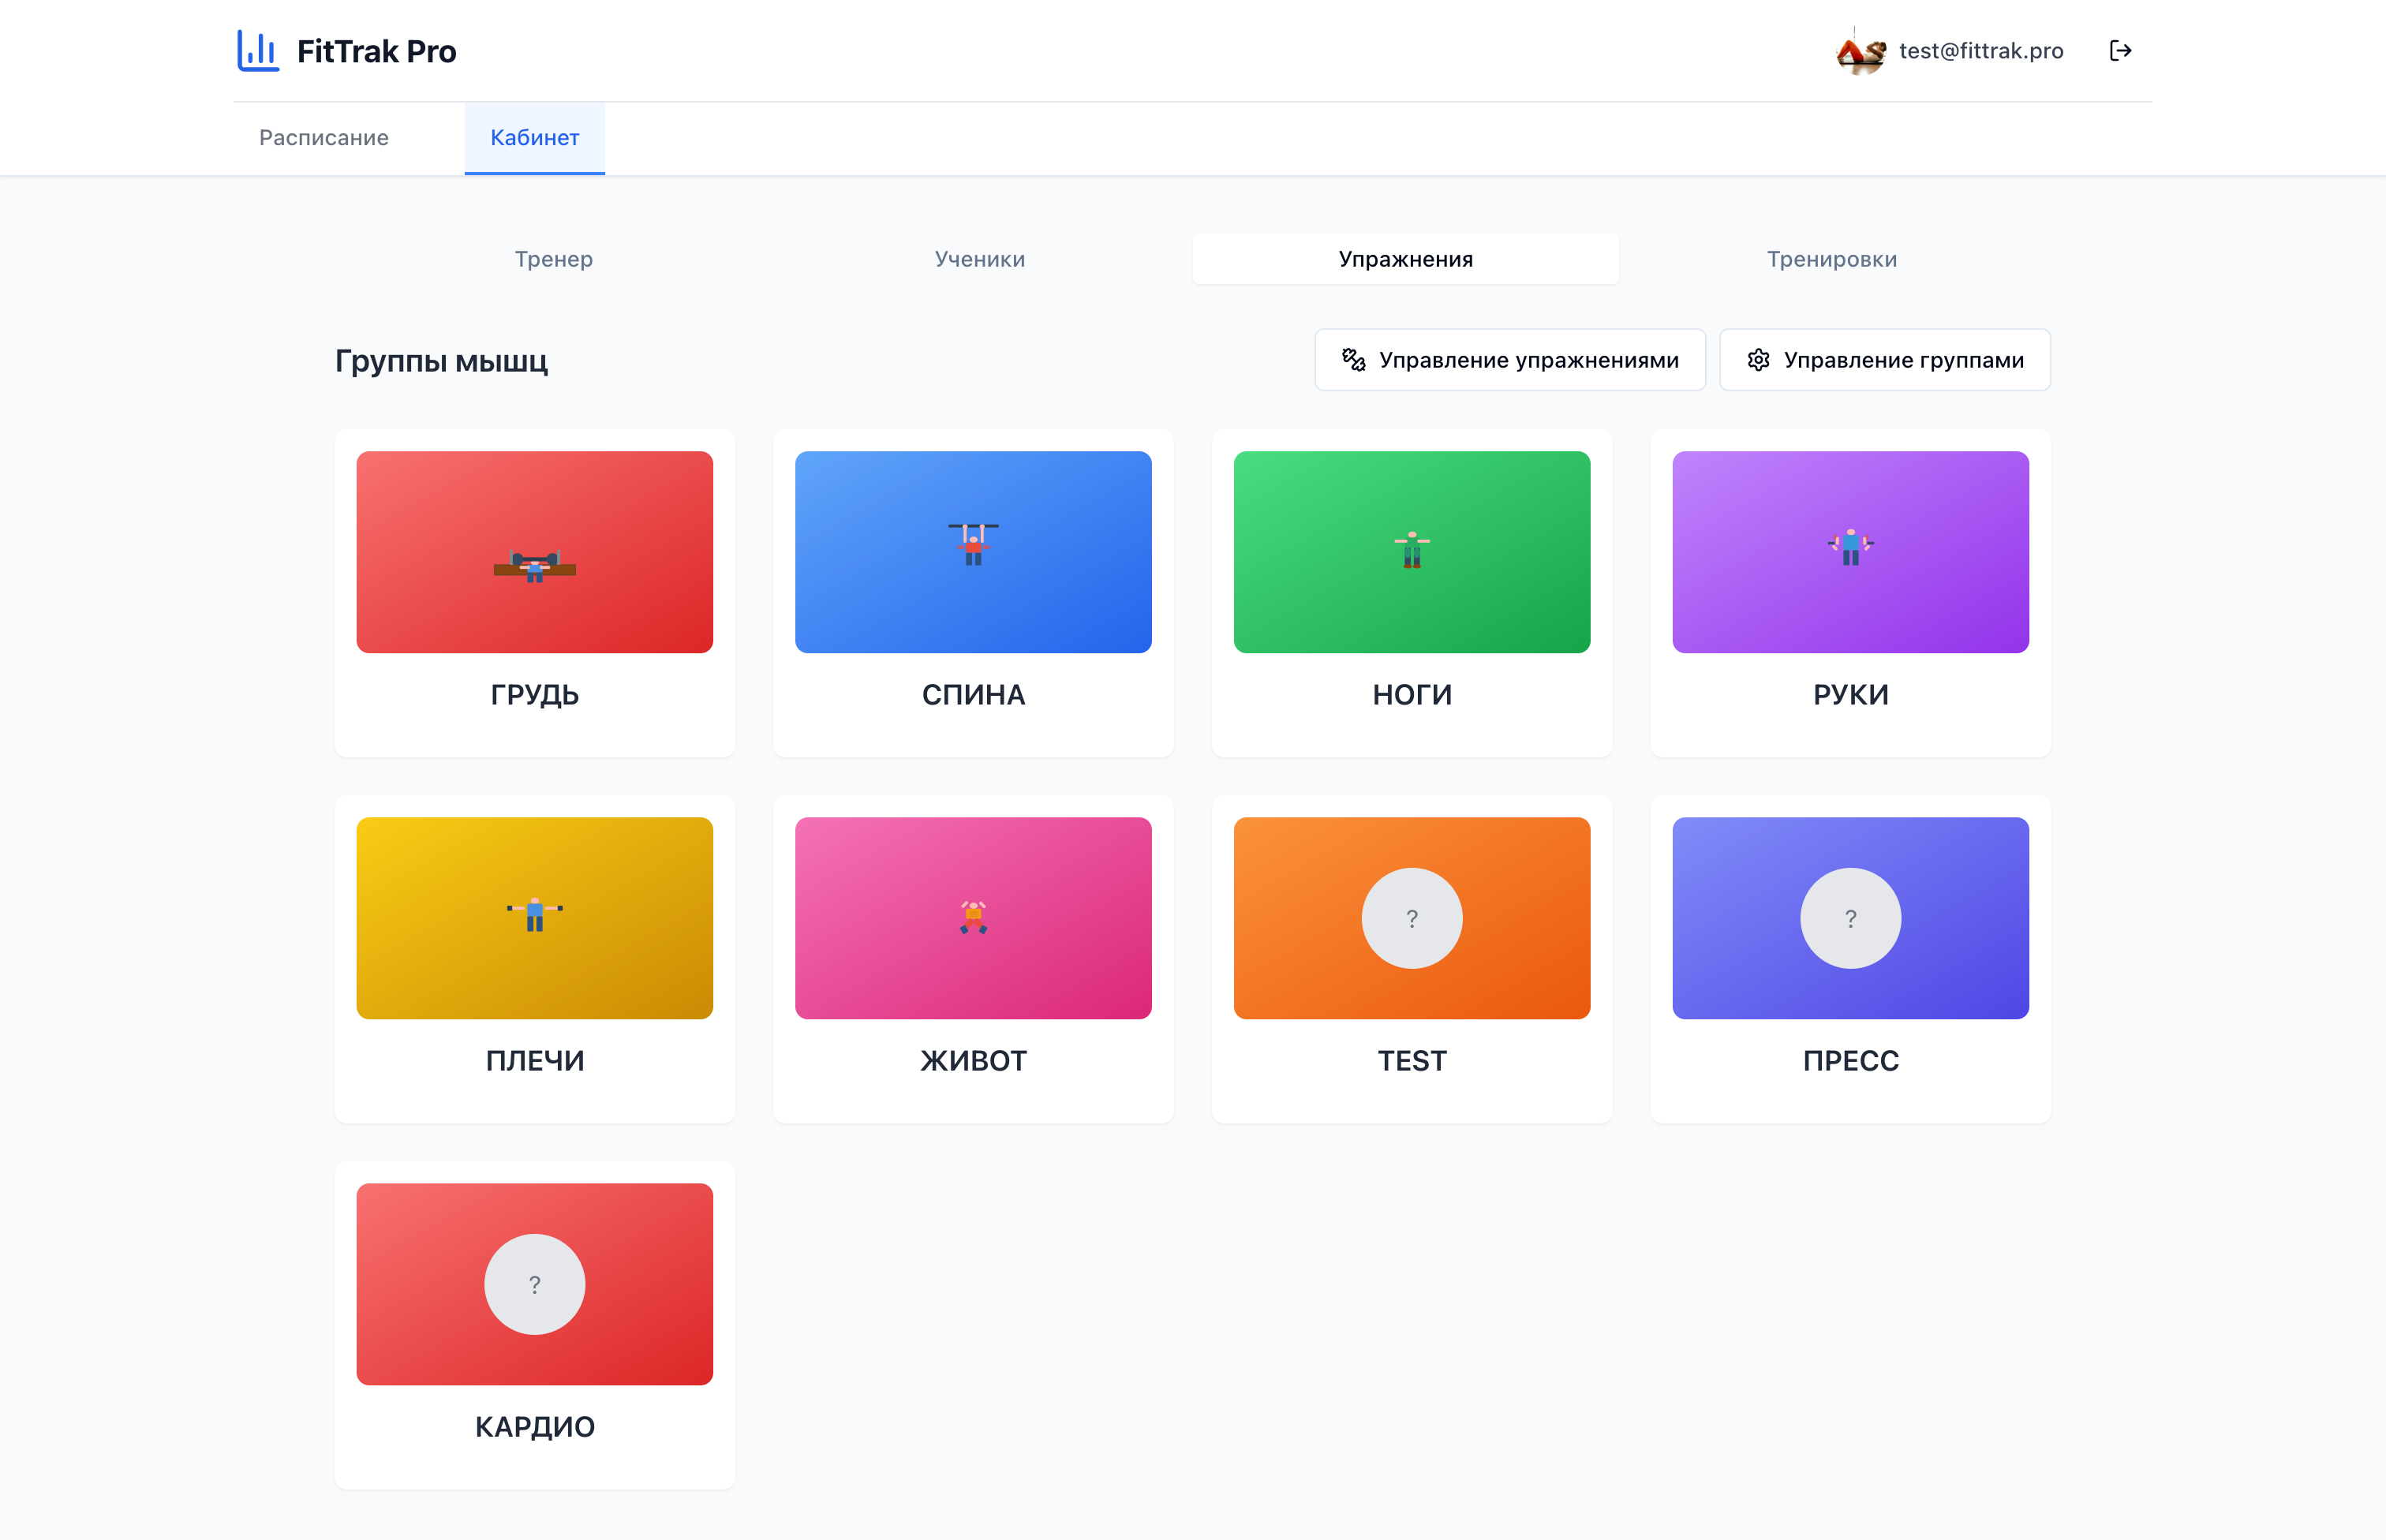 FitTrak Pro
test@fittrak.pro
Расписание
Кабинет
Тренер
Ученики
Упражнения
Тренировки
Группы мышц
Управление упражнениями
Управление группами
ГРУДЬ
СПИНА
НОГИ
РУКИ
?
?
ПЛЕЧИ
ЖИВОТ
TEST
ПРЕСС
?
КАРДИО